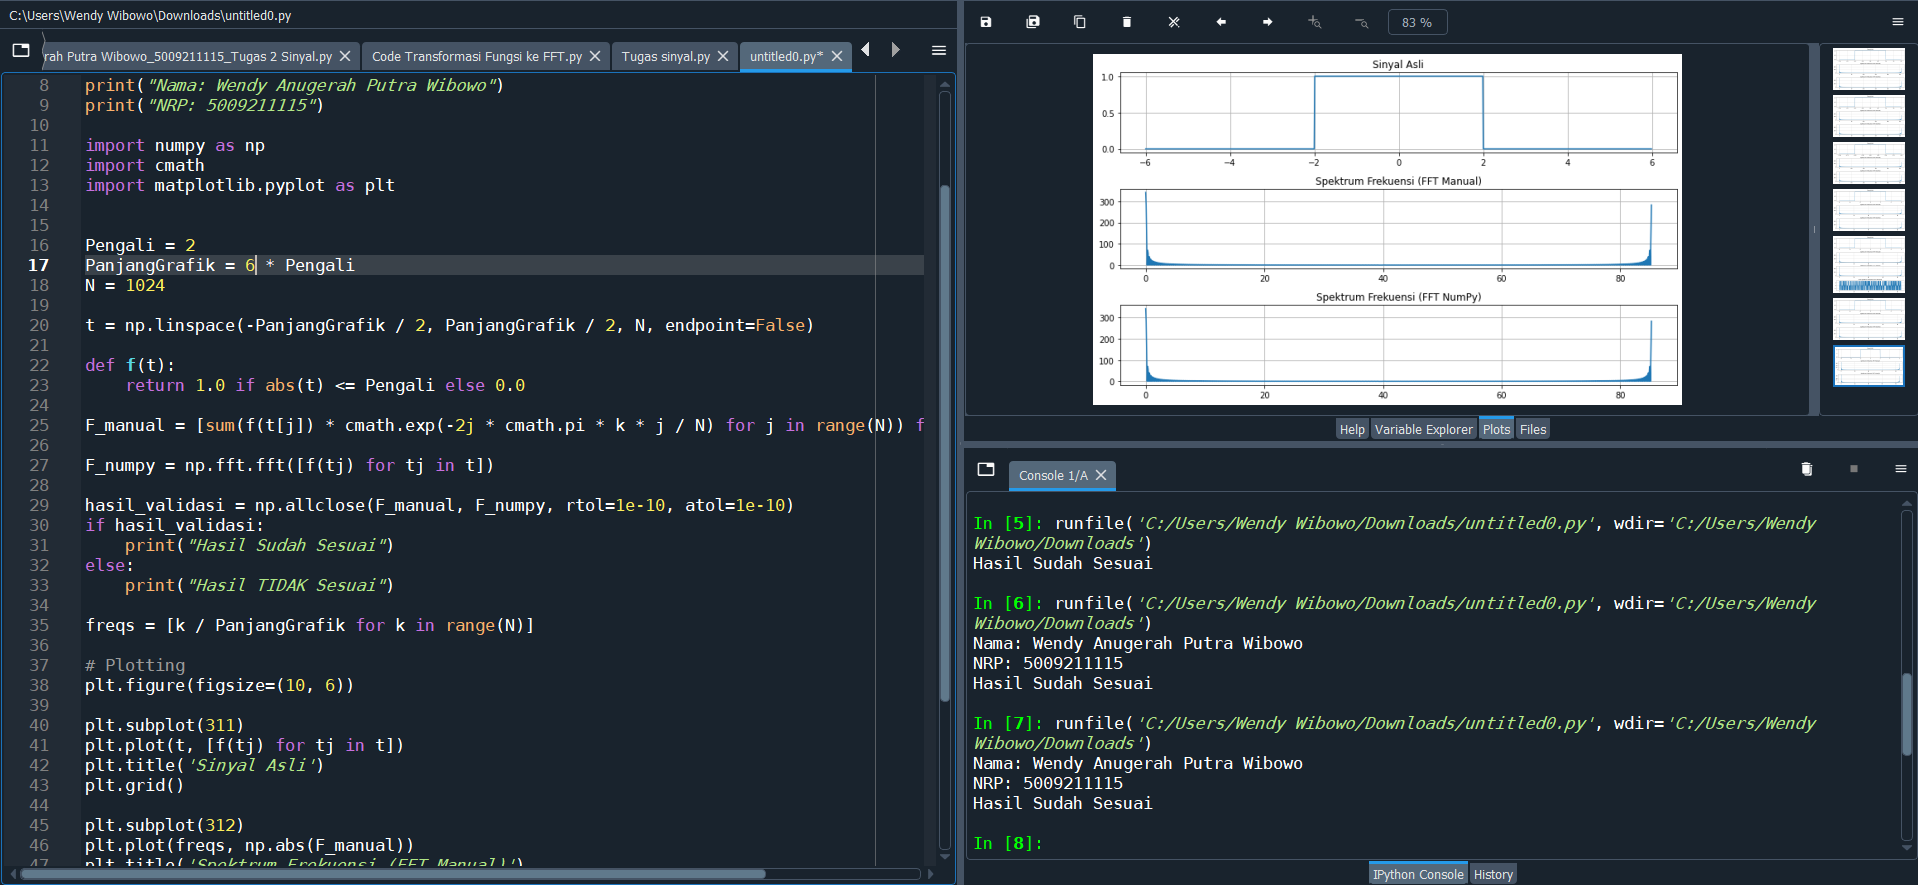 C:\Users\Wendy Wibowo\Downloads\untitled0.py
rah Putra Wibowo_5009211115_Tugas 2 Sinyal.py
Code Transformasi Fungsi ke FFT.py
Tugas sinyal.py
untitled0.py*
8 print("Nama: Wendy Anugerah Putra Wibowo")
9 print("NRP: 5009211115")
10
11 import numpy as np
12 import cmath
13 import matplotlib.pyplot as plt
14
15
16 Pengali = 2
17 PanjangGrafik = 6 * Pengali
18 N = 1024
19
20 t = np.linspace(-PanjangGrafik / 2, PanjangGrafik / 2, N, endpoint=False)
21
22 def f(t):
23     return 1.0 if abs(t) <= Pengali else 0.0
24
25 F_manual = [sum(f(t[j]) * cmath.exp(-2j * cmath.pi * k * j / N) for j in range(N)) f
26
27 F_numpy = np.fft.fft([f(tj) for tj in t])
28
29 hasil_validasi = np.allclose(F_manual, F_numpy, rtol=1e-10, atol=1e-10)
30 if hasil_validasi:
31     print("Hasil Sudah Sesuai")
32 else:
33     print("Hasil TIDAK Sesuai")
34
35 freqs = [k / PanjangGrafik for k in range(N)]
36
37 # Plotting
38 plt.figure(figsize=(10, 6))
39
40 plt.subplot(311)
41 plt.plot(t, [f(tj) for tj in t])
42 plt.title('Sinyal Asli')
43 plt.grid()
44
45 plt.subplot(312)
46 plt.plot(freqs, np.abs(F_manual))
47 plt.title('Spektrum Frekuensi (FFT Manual)')
83 %
Sinyal Asli
1.0
0.5
0.0
−6 −4 −2 0 2 4 6
Spektrum Frekuensi (FFT Manual)
300
200
100
0
0 20 40 60 80
Spektrum Frekuensi (FFT NumPy)
300
200
100
0
0 20 40 60 80
Help Variable Explorer Plots Files
Console 1/A
In [5]: runfile('C:/Users/Wendy Wibowo/Downloads/untitled0.py', wdir='C:/Users/Wendy
Wibowo/Downloads')
Hasil Sudah Sesuai
In [6]: runfile('C:/Users/Wendy Wibowo/Downloads/untitled0.py', wdir='C:/Users/Wendy
Wibowo/Downloads')
Nama: Wendy Anugerah Putra Wibowo
NRP: 5009211115
Hasil Sudah Sesuai
In [7]: runfile('C:/Users/Wendy Wibowo/Downloads/untitled0.py', wdir='C:/Users/Wendy
Wibowo/Downloads')
Nama: Wendy Anugerah Putra Wibowo
NRP: 5009211115
Hasil Sudah Sesuai
In [8]:
IPython Console History